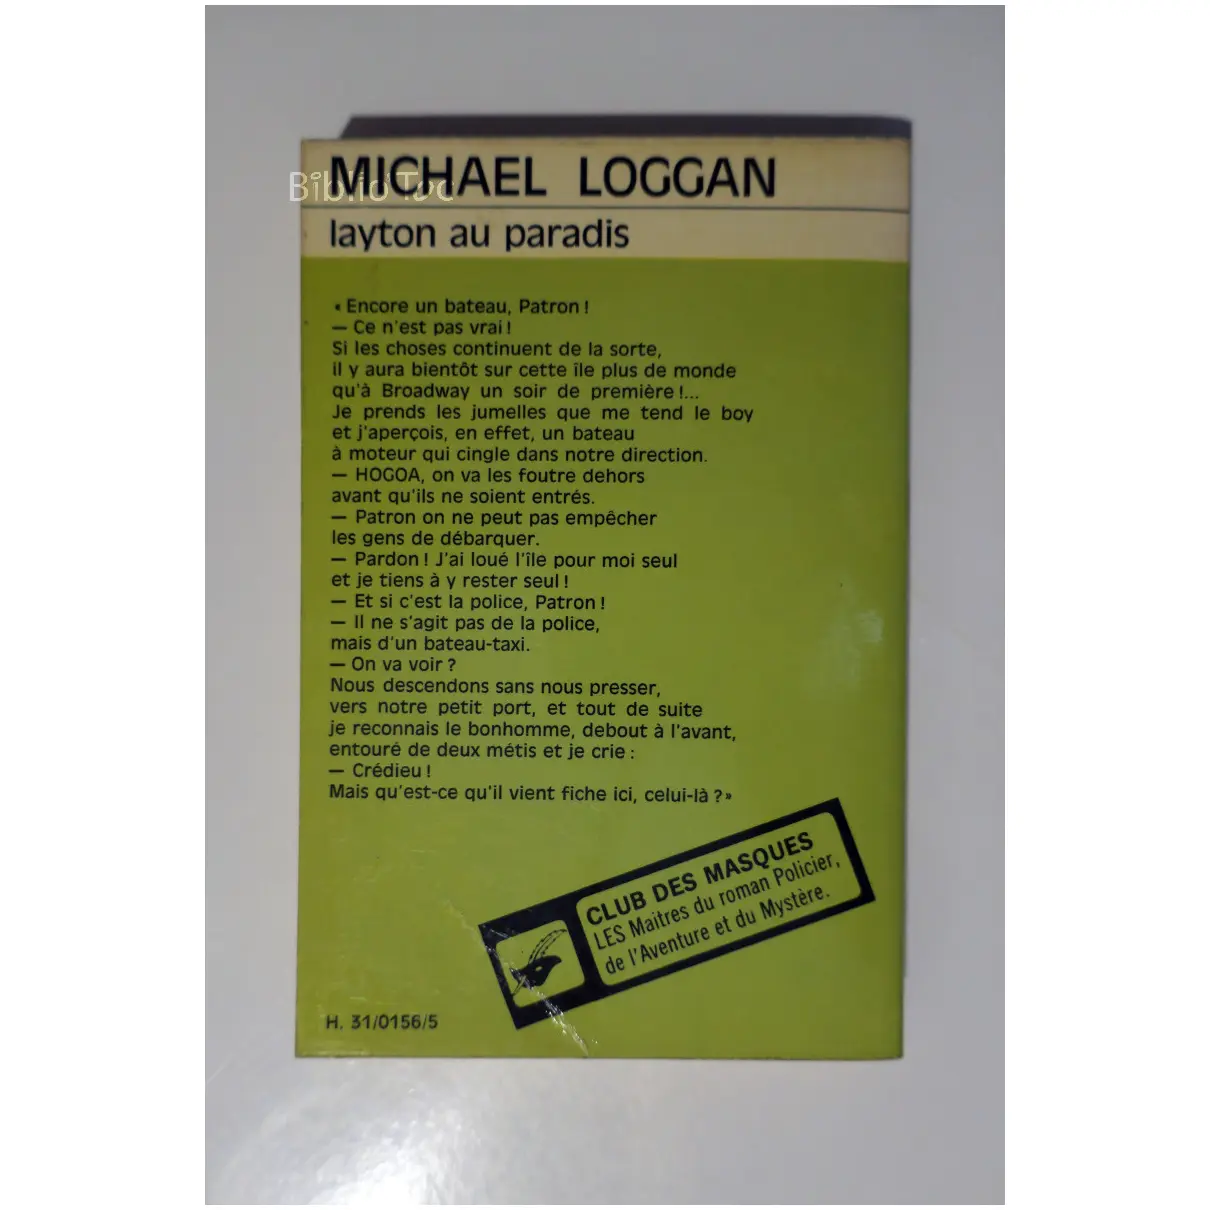 MICHAEL LOGGAN
Biblio'Toc
layton au paradis
« Encore un bateau, Patron !
— Ce n'est pas vrai !
Si les choses continuent de la sorte,
il y aura bientôt sur cette île plus de monde
qu'à Broadway un soir de première !...
Je prends les jumelles que me tend le boy
et j'aperçois, en effet, un bateau
à moteur qui cingle dans notre direction.
— HOGOA, on va les foutre dehors
avant qu'ils ne soient entrés.
— Patron on ne peut pas empêcher
les gens de débarquer.
— Pardon ! J'ai loué l'île pour moi seul
et je tiens à y rester seul !
— Et si c'est la police, Patron !
— Il ne s'agit pas de la police,
mais d'un bateau-taxi.
— On va voir ?
Nous descendons sans nous presser,
vers notre petit port, et tout de suite
je reconnais le bonhomme, debout à l'avant,
entouré de deux métis et je crie :
— Crédieu !
Mais qu'est-ce qu'il vient fiche ici, celui-là ?»
CLUB DES MASQUES
LES Maîtres du roman Policier,
de l'Aventure et du Mystère.
H. 31/0156/5